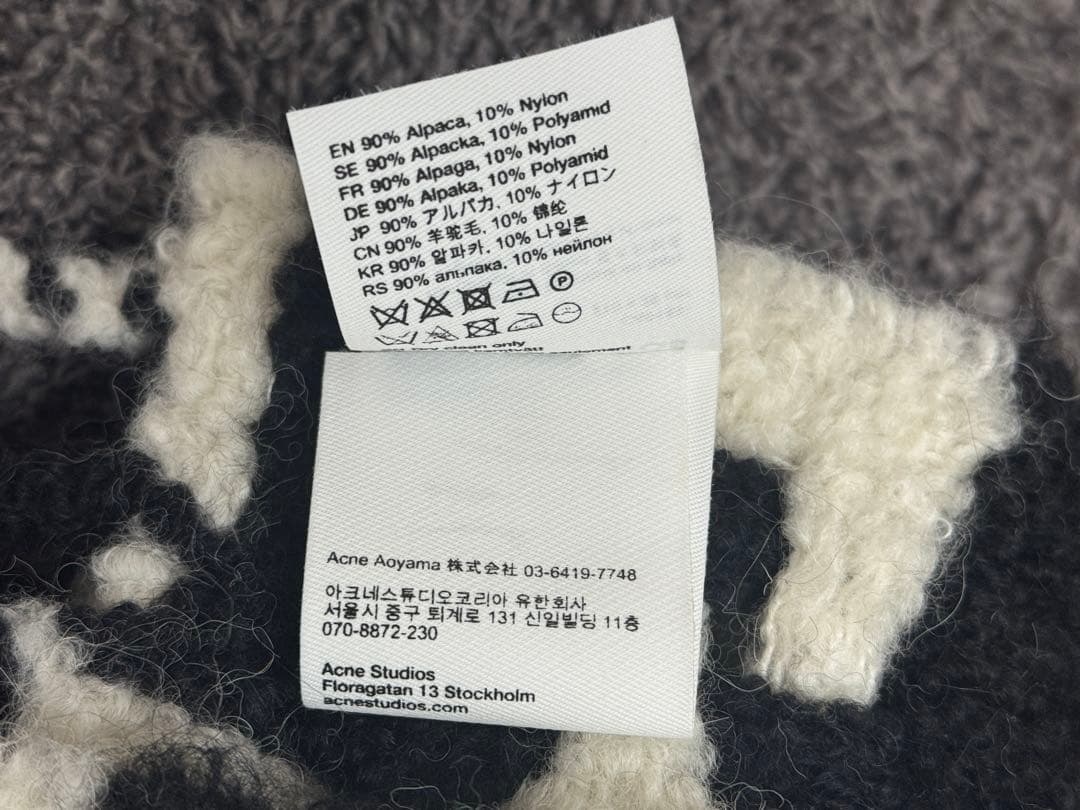 EN 90% Alpaca, 10% Nylon
SE 90% Alpacka, 10% Polyamid
FR 90% Alpaga, 10% Nylon
DE 90% Alpaka, 10% Polyamid
JP 90% アルパカ, 10% ナイロン
CN 90% 羊驼毛, 10% 锦纶
KR 90% 알파카, 10% 나일론
RS 90% альпака, 10% нейлон
P
dry clean only
Acne Aoyama 株式会社 03-6419-7748
아크네스튜디오코리아 유한회사
서울시 중구 퇴계로 131 신일빌딩 11층
070-8872-230
Acne Studios
Floragatan 13 Stockholm
acnestudios.com